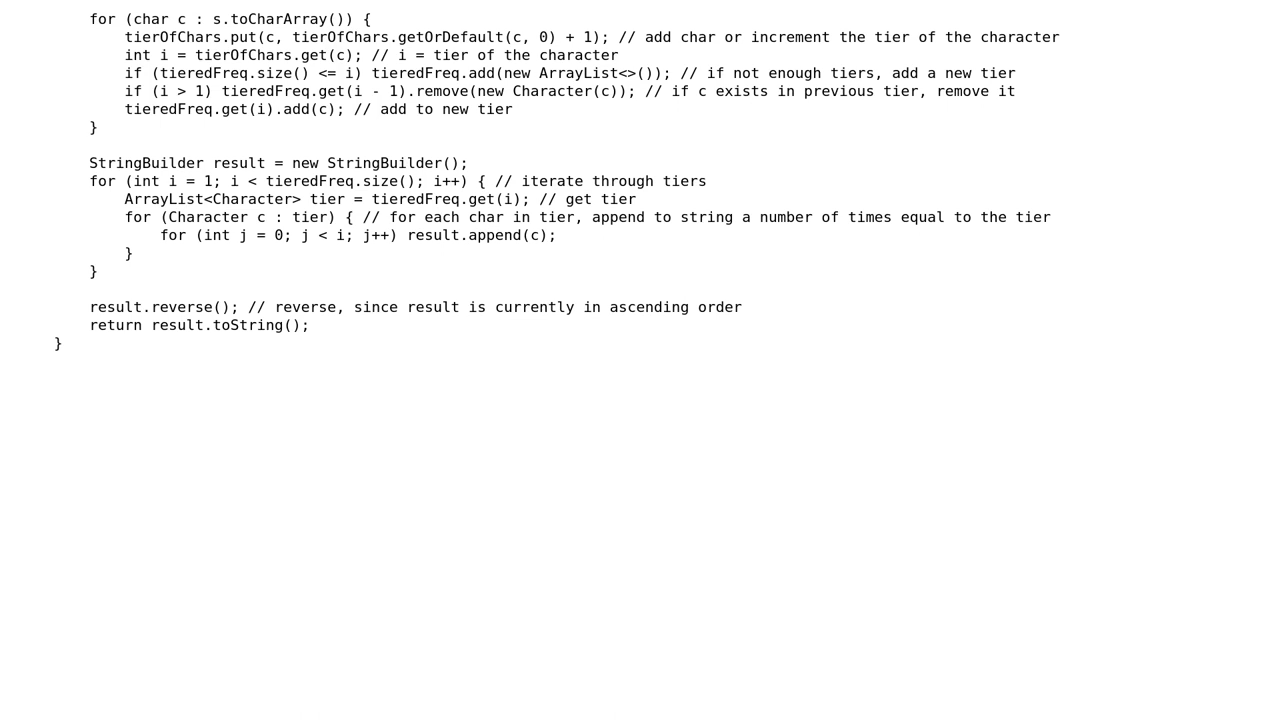 for (char c : s.toCharArray()) {
tierOfChars.put(c, tierOfChars.getOrDefault(c, 0) + 1); // add char or increment the tier of the character
int i = tierOfChars.get(c); // i = tier of the character
if (tieredFreq.size() <= i) tieredFreq.add(new ArrayList<>()); // if not enough tiers, add a new tier
if (i > 1) tieredFreq.get(i - 1).remove(new Character(c)); // if c exists in previous tier, remove it
tieredFreq.get(i).add(c); // add to new tier
}
StringBuilder result = new StringBuilder();
for (int i = 1; i < tieredFreq.size(); i++) { // iterate through tiers
ArrayList<Character> tier = tieredFreq.get(i); // get tier
for (Character c : tier) { // for each char in tier, append to string a number of times equal to the tier
for (int j = 0; j < i; j++) result.append(c);
}
}
result.reverse(); // reverse, since result is currently in ascending order
return result.toString();
}